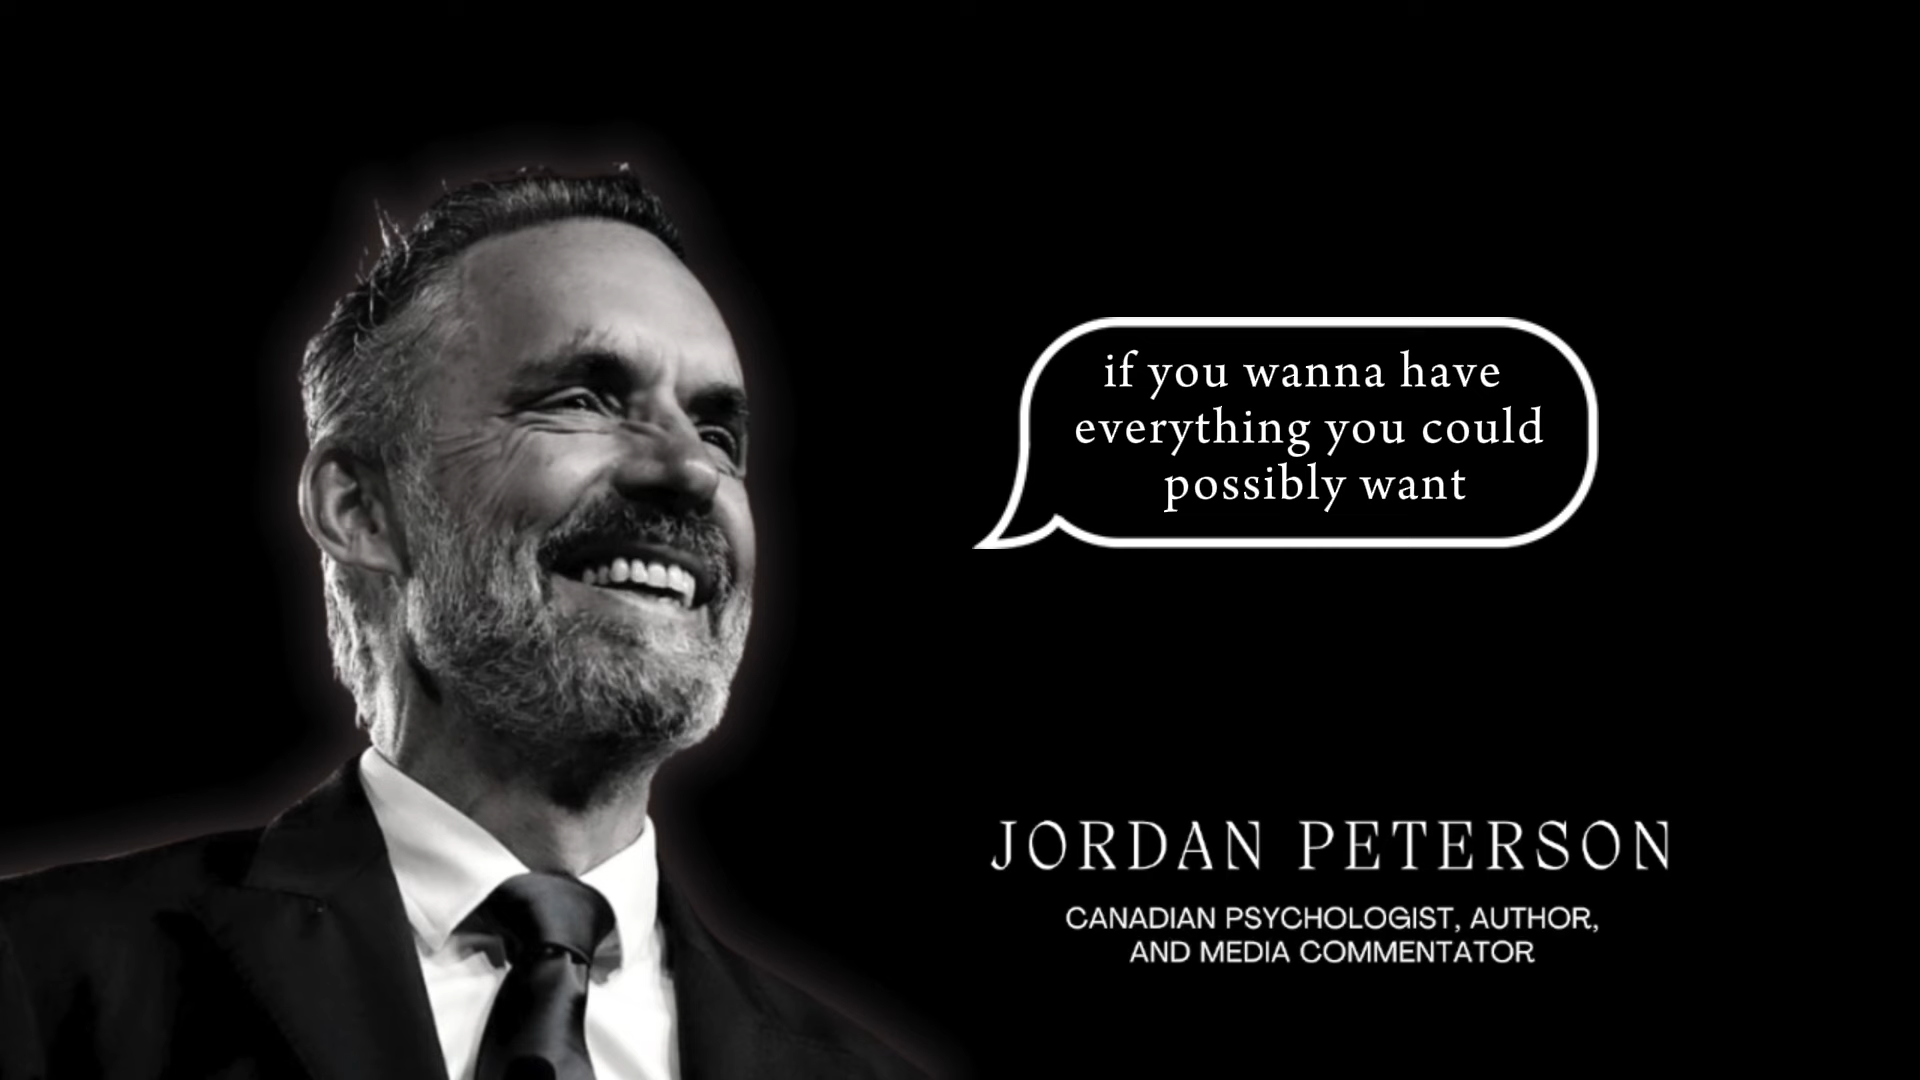 if you wanna have
everything you could
possibly want
JORDAN PETERSON
CANADIAN PSYCHOLOGIST, AUTHOR,
AND MEDIA COMMENTATOR